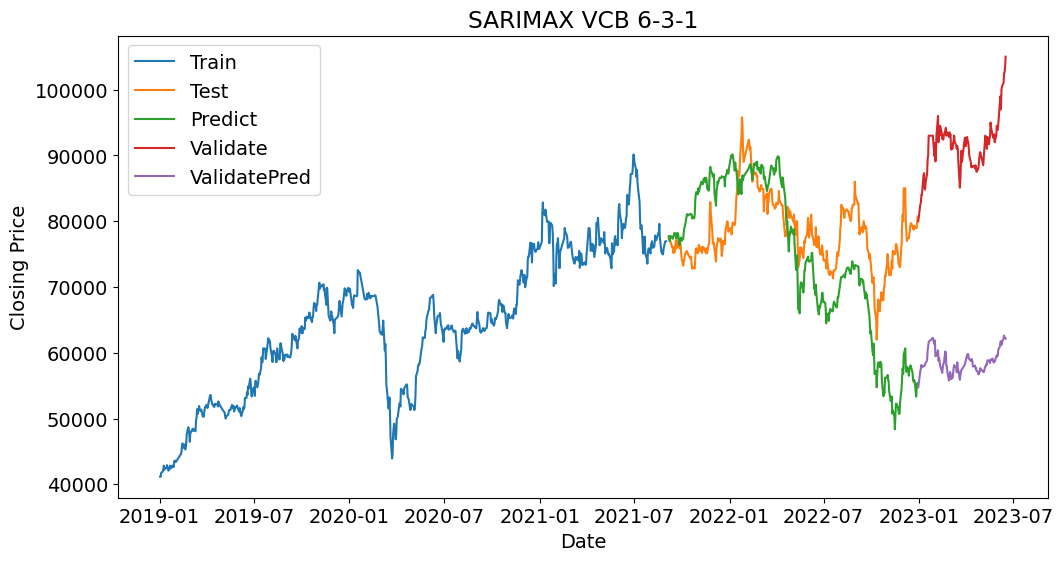 SARIMAX VCB 6-3-1
Train
Test
Predict
Validate
ValidatePred
Closing Price
100000
90000
80000
70000
60000
50000
40000
2019-01 2019-07 2020-01 2020-07 2021-01 2021-07 2022-01 2022-07 2023-01 2023-07
Date